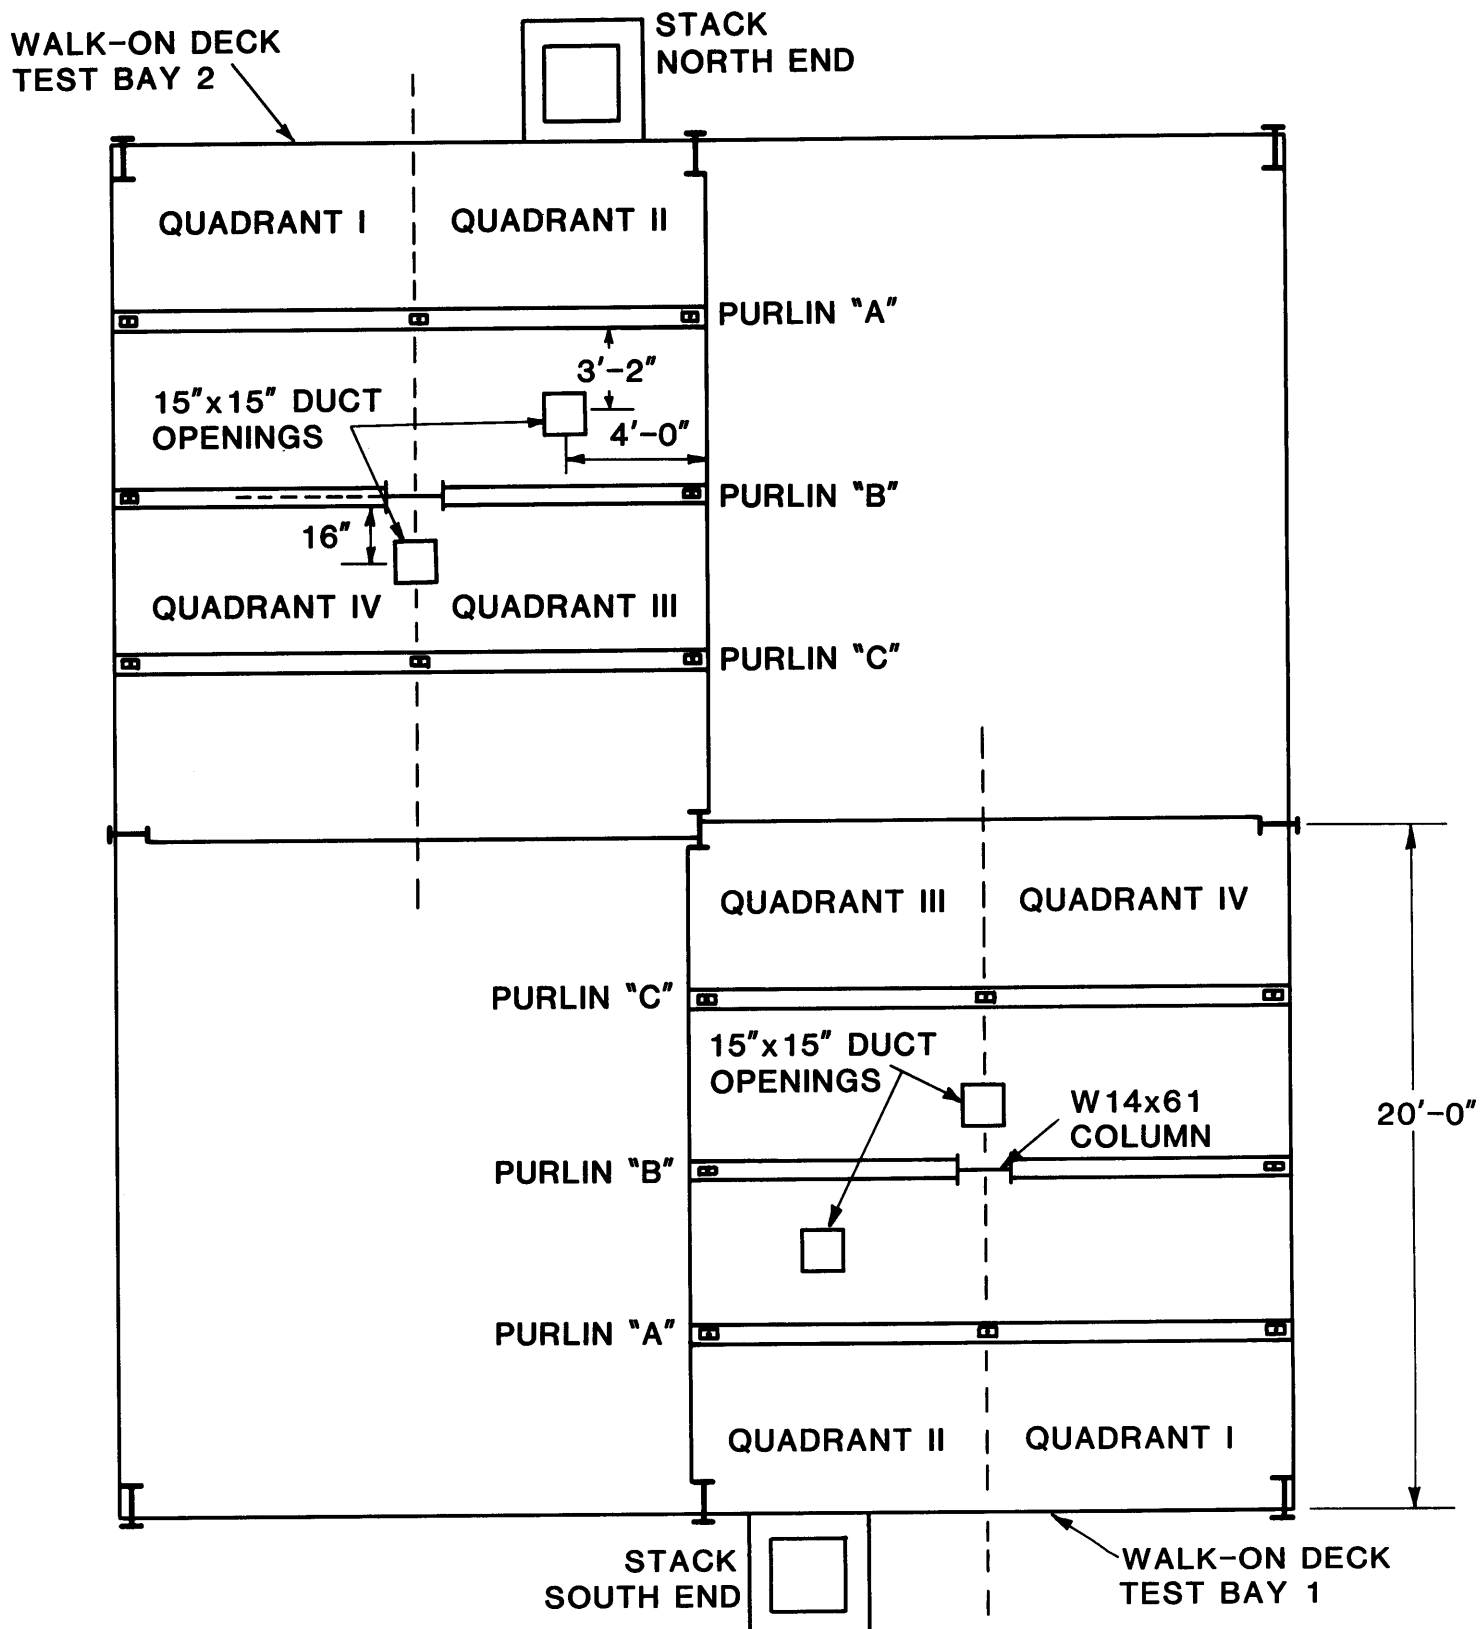 STACK
NORTH END
WALK-ON DECK
TEST BAY 2
QUADRANT I
QUADRANT II
PURLIN "A"
3'-2"
15"x15" DUCT
OPENINGS
4'-0"
PURLIN "B"
16"
QUADRANT IV
QUADRANT III
PURLIN "C"
QUADRANT III
QUADRANT IV
PURLIN "C"
15"x15" DUCT
OPENINGS
W14x61
COLUMN
20'-0"
PURLIN "B"
PURLIN "A"
QUADRANT II
QUADRANT I
STACK
SOUTH END
WALK-ON DECK
TEST BAY 1